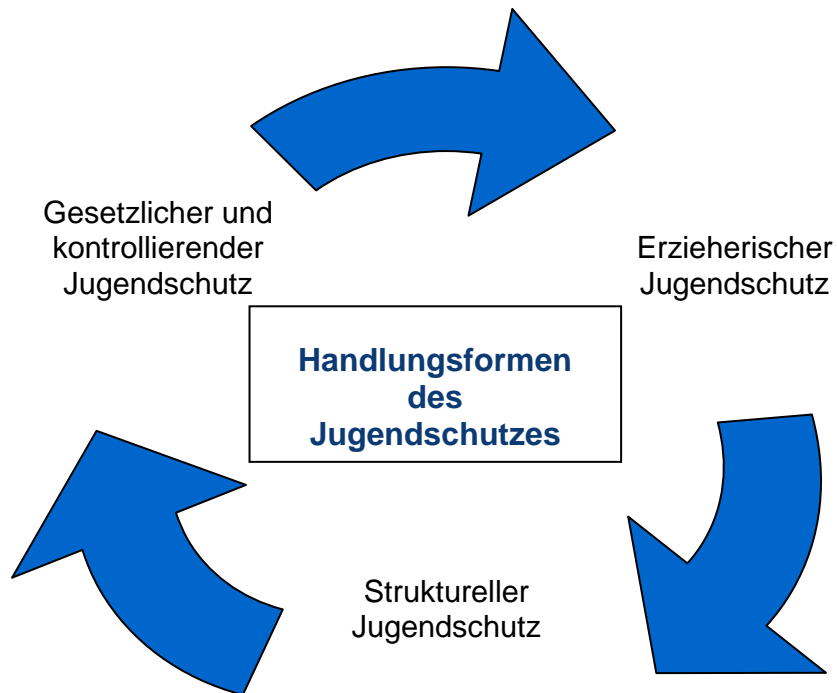 Gesetzlicher und
kontrollierender
Jugendschutz
Erzieherischer
Jugendschutz
Handlungsformen
des
Jugendschutzes
Struktureller
Jugendschutz